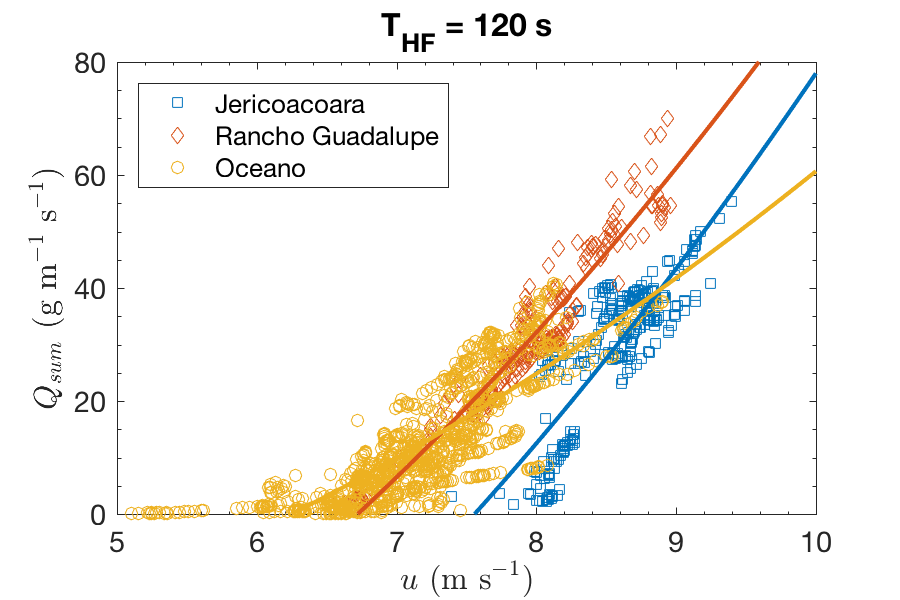 T_HF = 120 s
80
60
40
20
0
Q_sum (g m⁻¹ s⁻¹)
Jericoacoara
Rancho Guadalupe
Oceano
5 6 7 8 9 10
u (m s⁻¹)